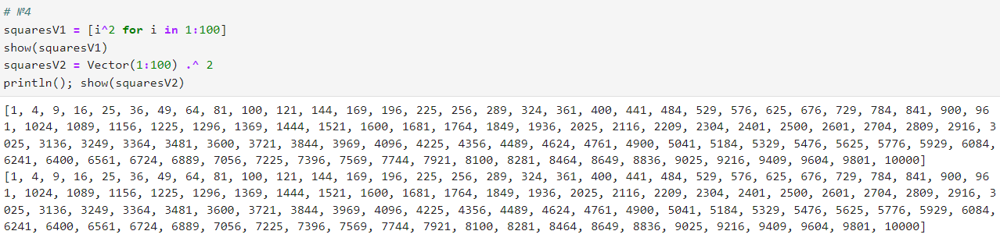 # №4
squaresV1 = [i^2 for i in 1:100]
show(squaresV1)
squaresV2 = Vector(1:100) .^ 2
println(); show(squaresV2)
[1, 4, 9, 16, 25, 36, 49, 64, 81, 100, 121, 144, 169, 196, 225, 256, 289, 324, 361, 400, 441, 484, 529, 576, 625, 676, 729, 784, 841, 900, 96
1, 1024, 1089, 1156, 1225, 1296, 1369, 1444, 1521, 1600, 1681, 1764, 1849, 1936, 2025, 2116, 2209, 2304, 2401, 2500, 2601, 2704, 2809, 2916, 3
025, 3136, 3249, 3364, 3481, 3600, 3721, 3844, 3969, 4096, 4225, 4356, 4489, 4624, 4761, 4900, 5041, 5184, 5329, 5476, 5625, 5776, 5929, 6084,
6241, 6400, 6561, 6724, 6889, 7056, 7225, 7396, 7569, 7744, 7921, 8100, 8281, 8464, 8649, 8836, 9025, 9216, 9409, 9604, 9801, 10000]
[1, 4, 9, 16, 25, 36, 49, 64, 81, 100, 121, 144, 169, 196, 225, 256, 289, 324, 361, 400, 441, 484, 529, 576, 625, 676, 729, 784, 841, 900, 96
1, 1024, 1089, 1156, 1225, 1296, 1369, 1444, 1521, 1600, 1681, 1764, 1849, 1936, 2025, 2116, 2209, 2304, 2401, 2500, 2601, 2704, 2809, 2916, 3
025, 3136, 3249, 3364, 3481, 3600, 3721, 3844, 3969, 4096, 4225, 4356, 4489, 4624, 4761, 4900, 5041, 5184, 5329, 5476, 5625, 5776, 5929, 6084,
6241, 6400, 6561, 6724, 6889, 7056, 7225, 7396, 7569, 7744, 7921, 8100, 8281, 8464, 8649, 8836, 9025, 9216, 9409, 9604, 9801, 10000]